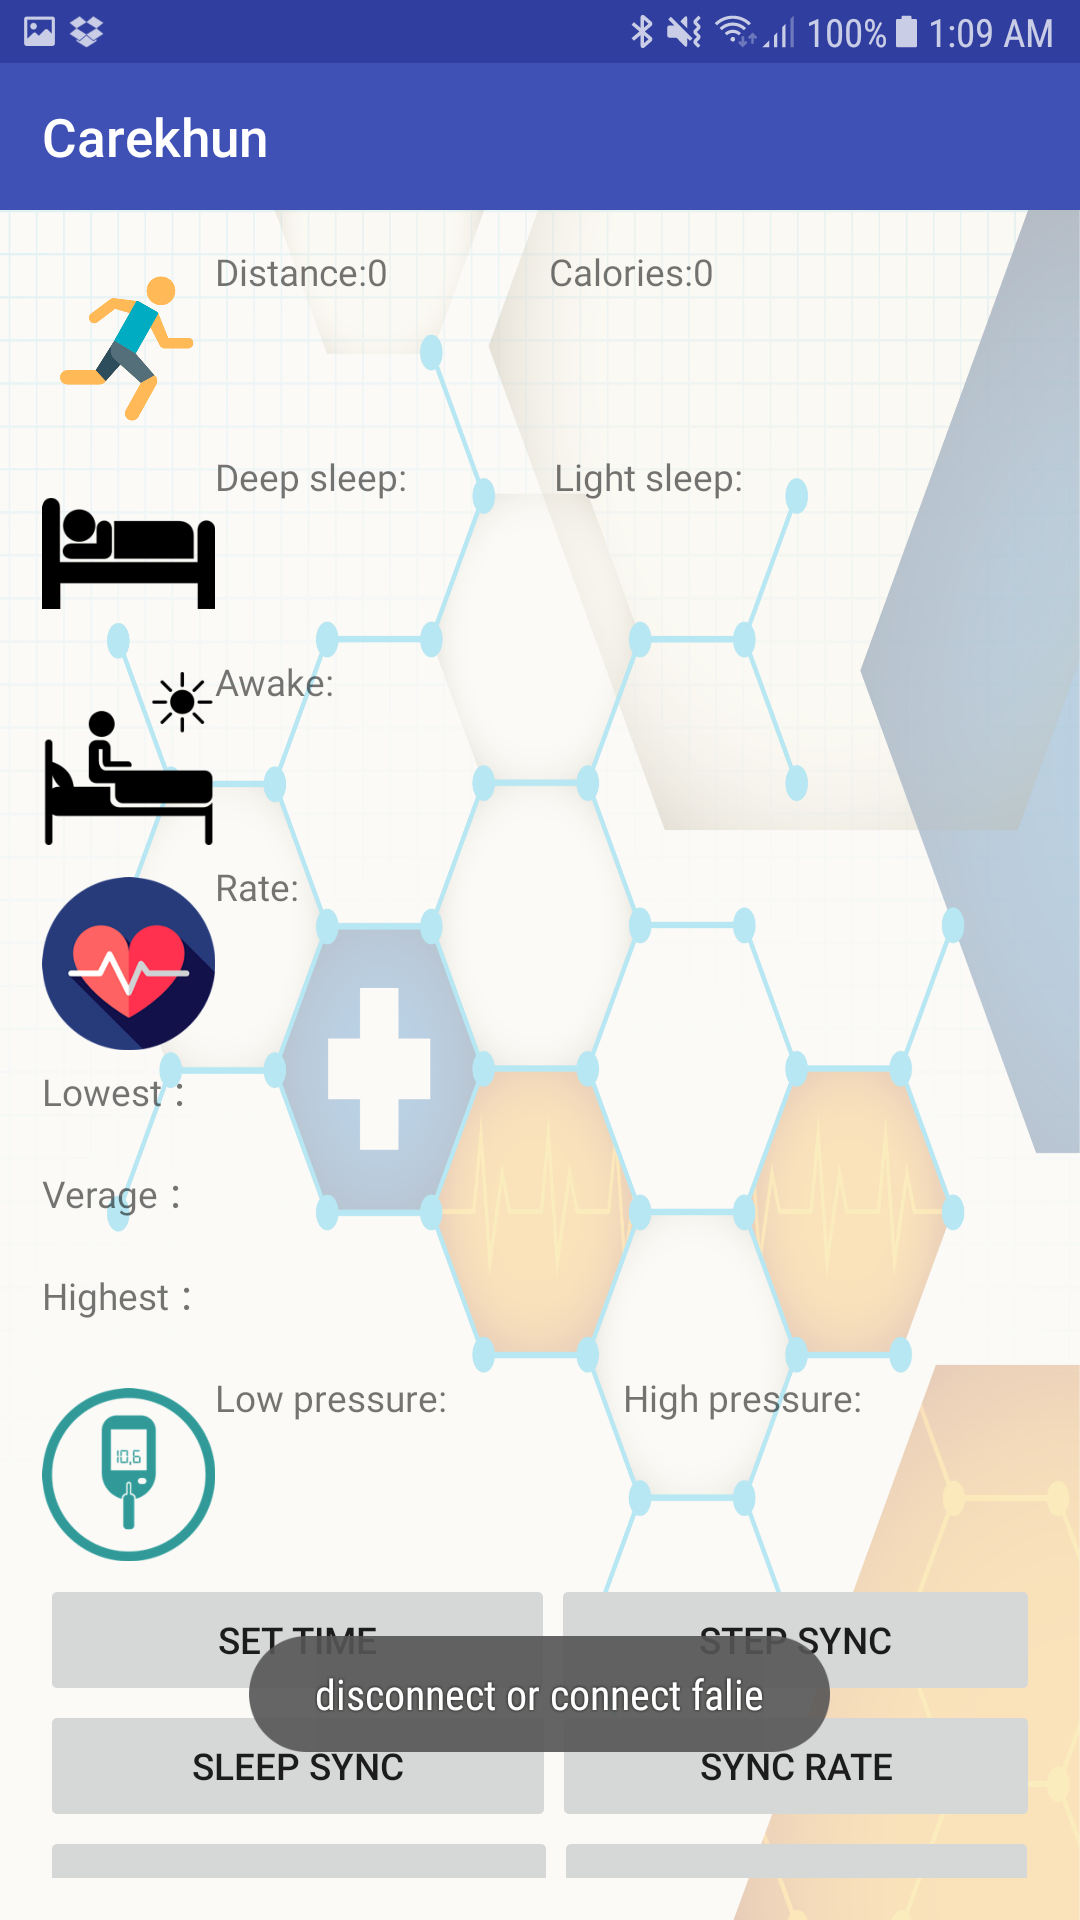 100% 1:09 AM
Carekhun
Distance:0 Calories:0
Deep sleep: Light sleep:
Awake:
Rate:
Lowest :
Verage :
Highest :
Low pressure: High pressure:
10,6
SET TIME STEP SYNC
disconnect or connect falie
SLEEP SYNC SYNC RATE